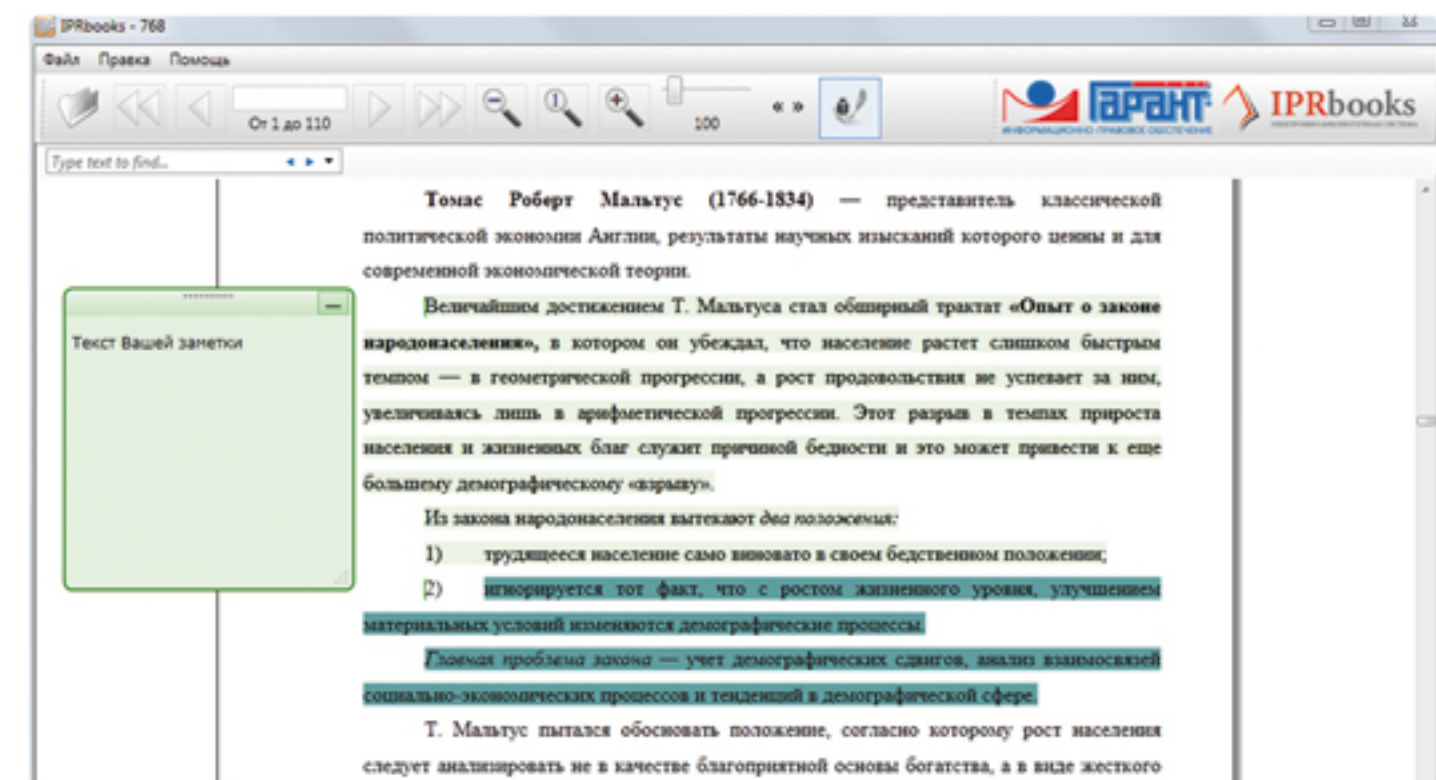 IPRbooks - 768
Файл Правка Помощь
От 1 до 110
100
« »
ГАРАНТ
ИНФОРМАЦИОННО-ПРАВОВОЕ ОБЕСПЕЧЕНИЕ
IPRbooks
Type text to find...
Томас Роберт Мальтус (1766-1834) — представитель классической
политической экономии Англии, результаты научных изысканий которого ценны и для
современной экономической теории.
Величайшим достижением Т. Мальтуса стал обширный трактат «Опыт о законе
народонаселения», в котором он убеждал, что население растет слишком быстрым
темпом — в геометрической прогрессии, а рост продовольствия не успевает за ним,
увеличиваясь лишь в арифметической прогрессии. Этот разрыв в темпах прироста
населения и жизненных благ служит причиной бедности и это может привести к еще
большему демографическому «взрыву».
Из закона народонаселения вытекают два положения:
1) трудящееся население само виновато в своем бедственном положении;
2) игнорируется тот факт, что с ростом жизненного уровня, улучшением
материальных условий изменяются демографические процессы.
Главная проблема закона — учет демографических сдвигов, анализ взаимосвязей
социально-экономических процессов и тенденций в демографической сфере.
Т. Мальтус пытался обосновать положение, согласно которому рост населения
следует анализировать не в качестве благоприятной основы богатства, а в виде жесткого
Текст Вашей заметки